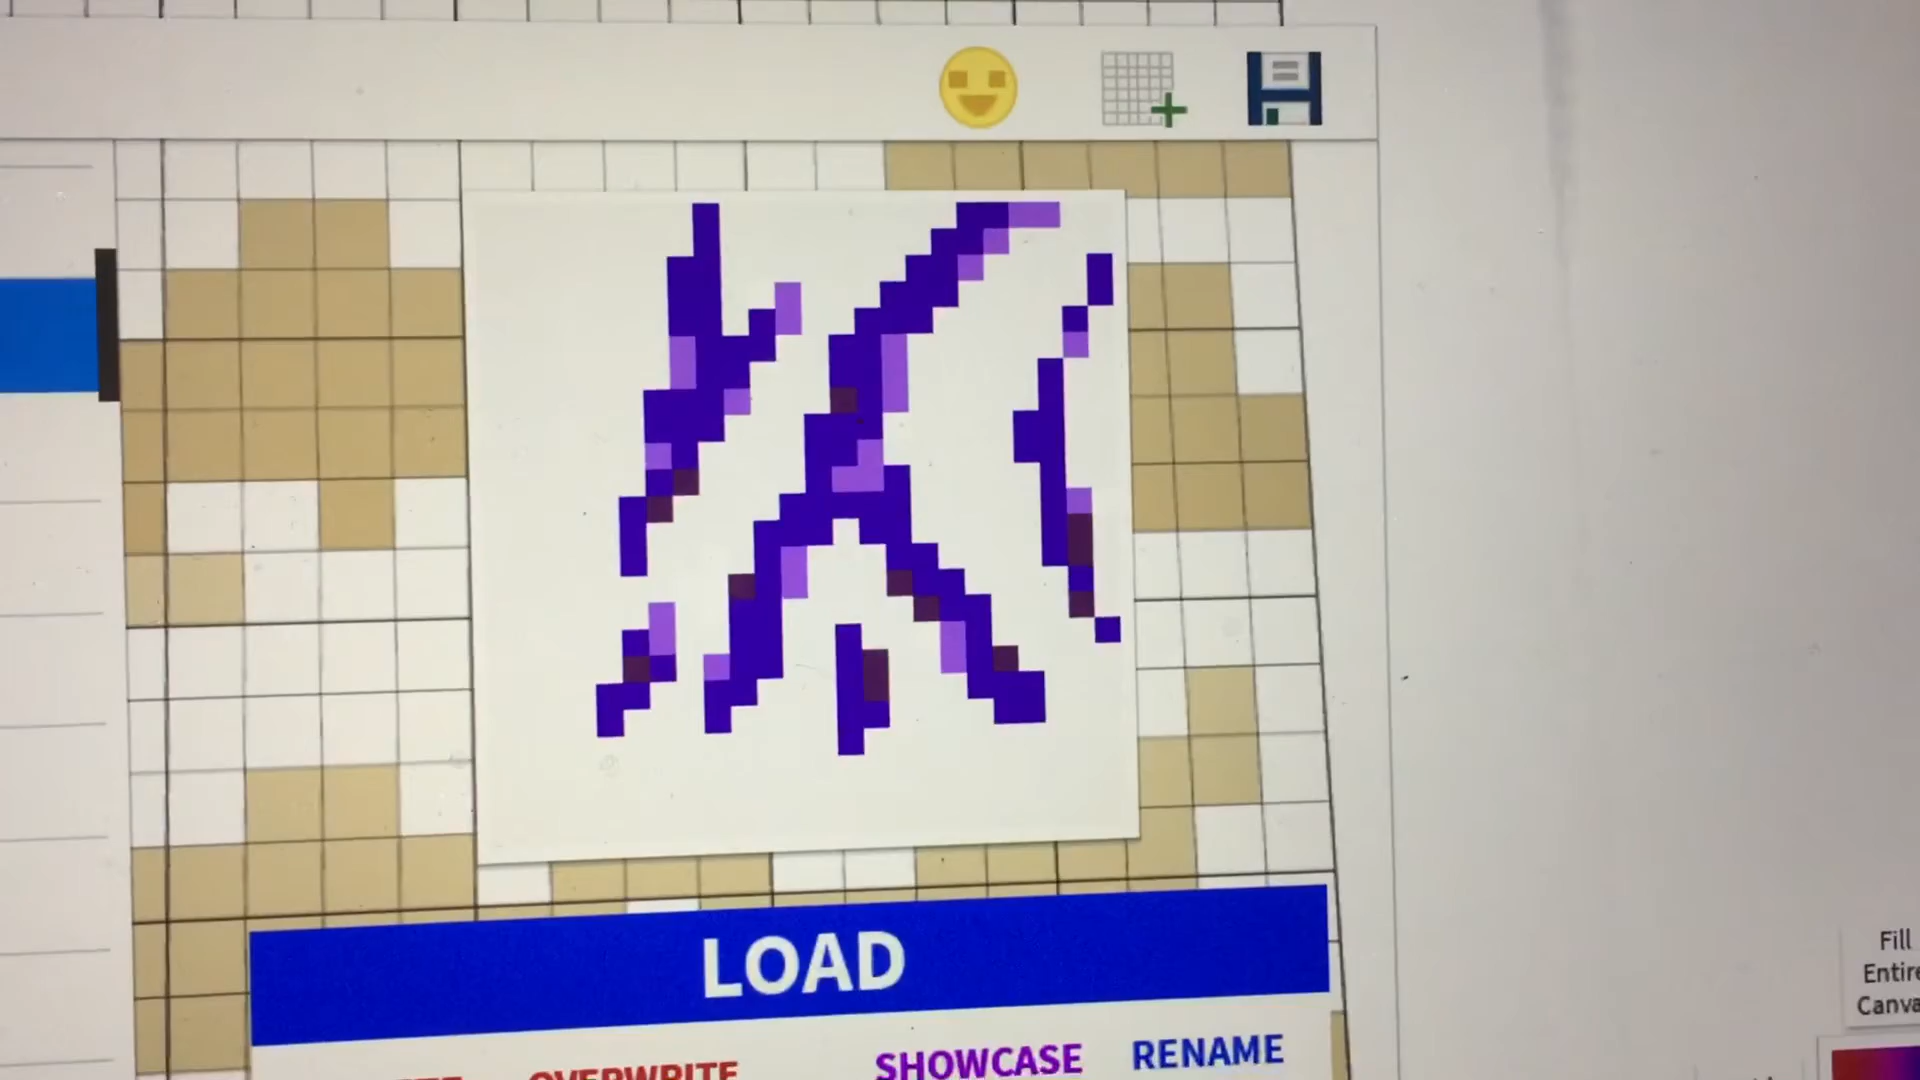 LOAD
OVERWRITE
SHOWCASE
RENAME
Fill
Entire
Canva